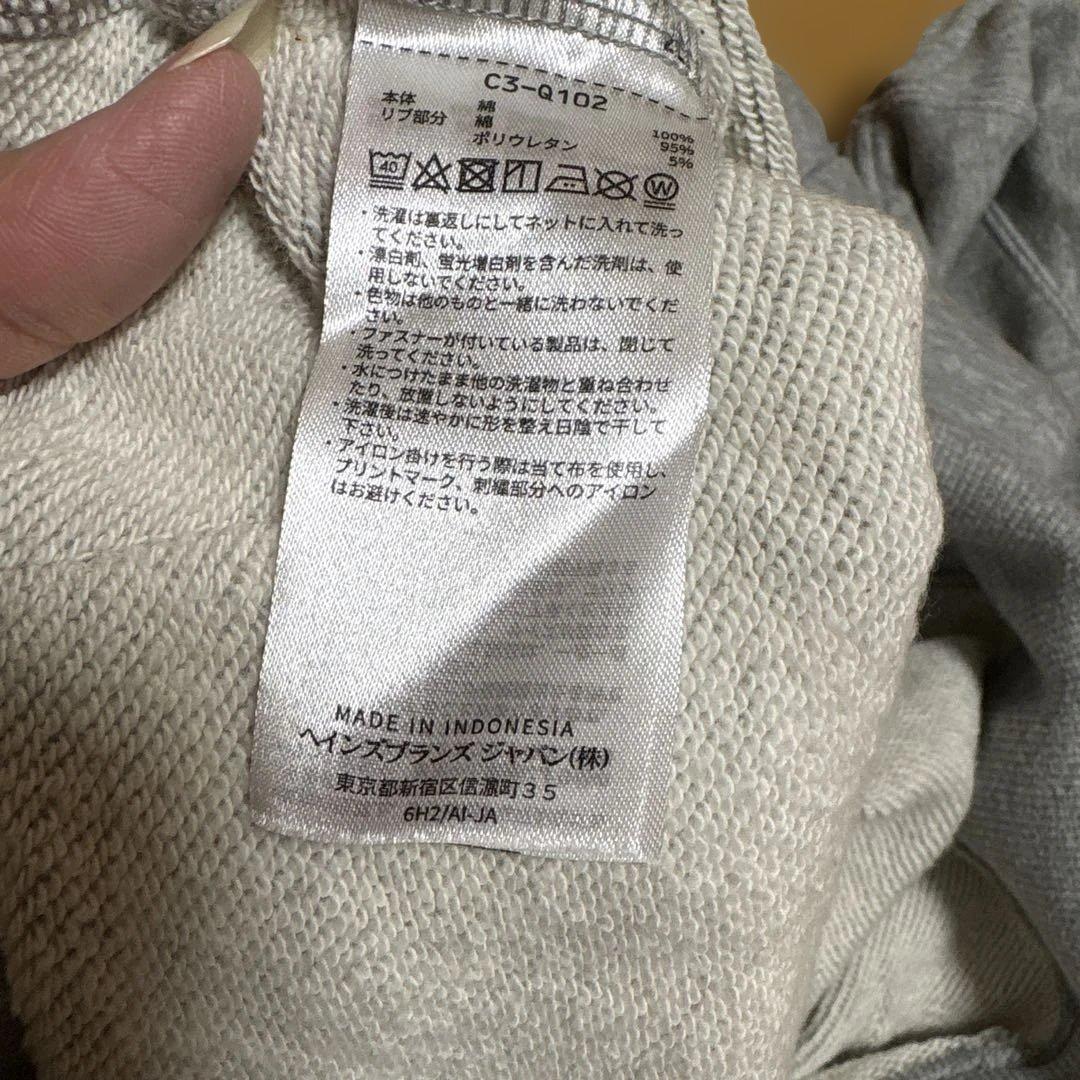 C3-Q102
本体 綿 100%
リブ部分 綿 95%
ポリウレタン 5%
40
W
・洗濯は裏返しにしてネットに入れて洗っ
てください。
・漂白剤、蛍光増白剤を含んだ洗剤は、使
用しないでください。
・色物は他のものと一緒に洗わないでくだ
さい。
・ファスナーが付いている製品は、閉じて
洗ってください。
・水につけたまま他の洗濯物と重ね合わせ
たり、放置しないようにしてください。
・洗濯後は速やかに形を整え日陰で干して
下さい。
・アイロン掛けを行う際は当て布を使用し、
プリントマーク、刺繍部分へのアイロン
はお避けください。
MADE IN INDONESIA
ヘインズブランズ ジャパン(株)
東京都新宿区信濃町35
6H2/AI-JA